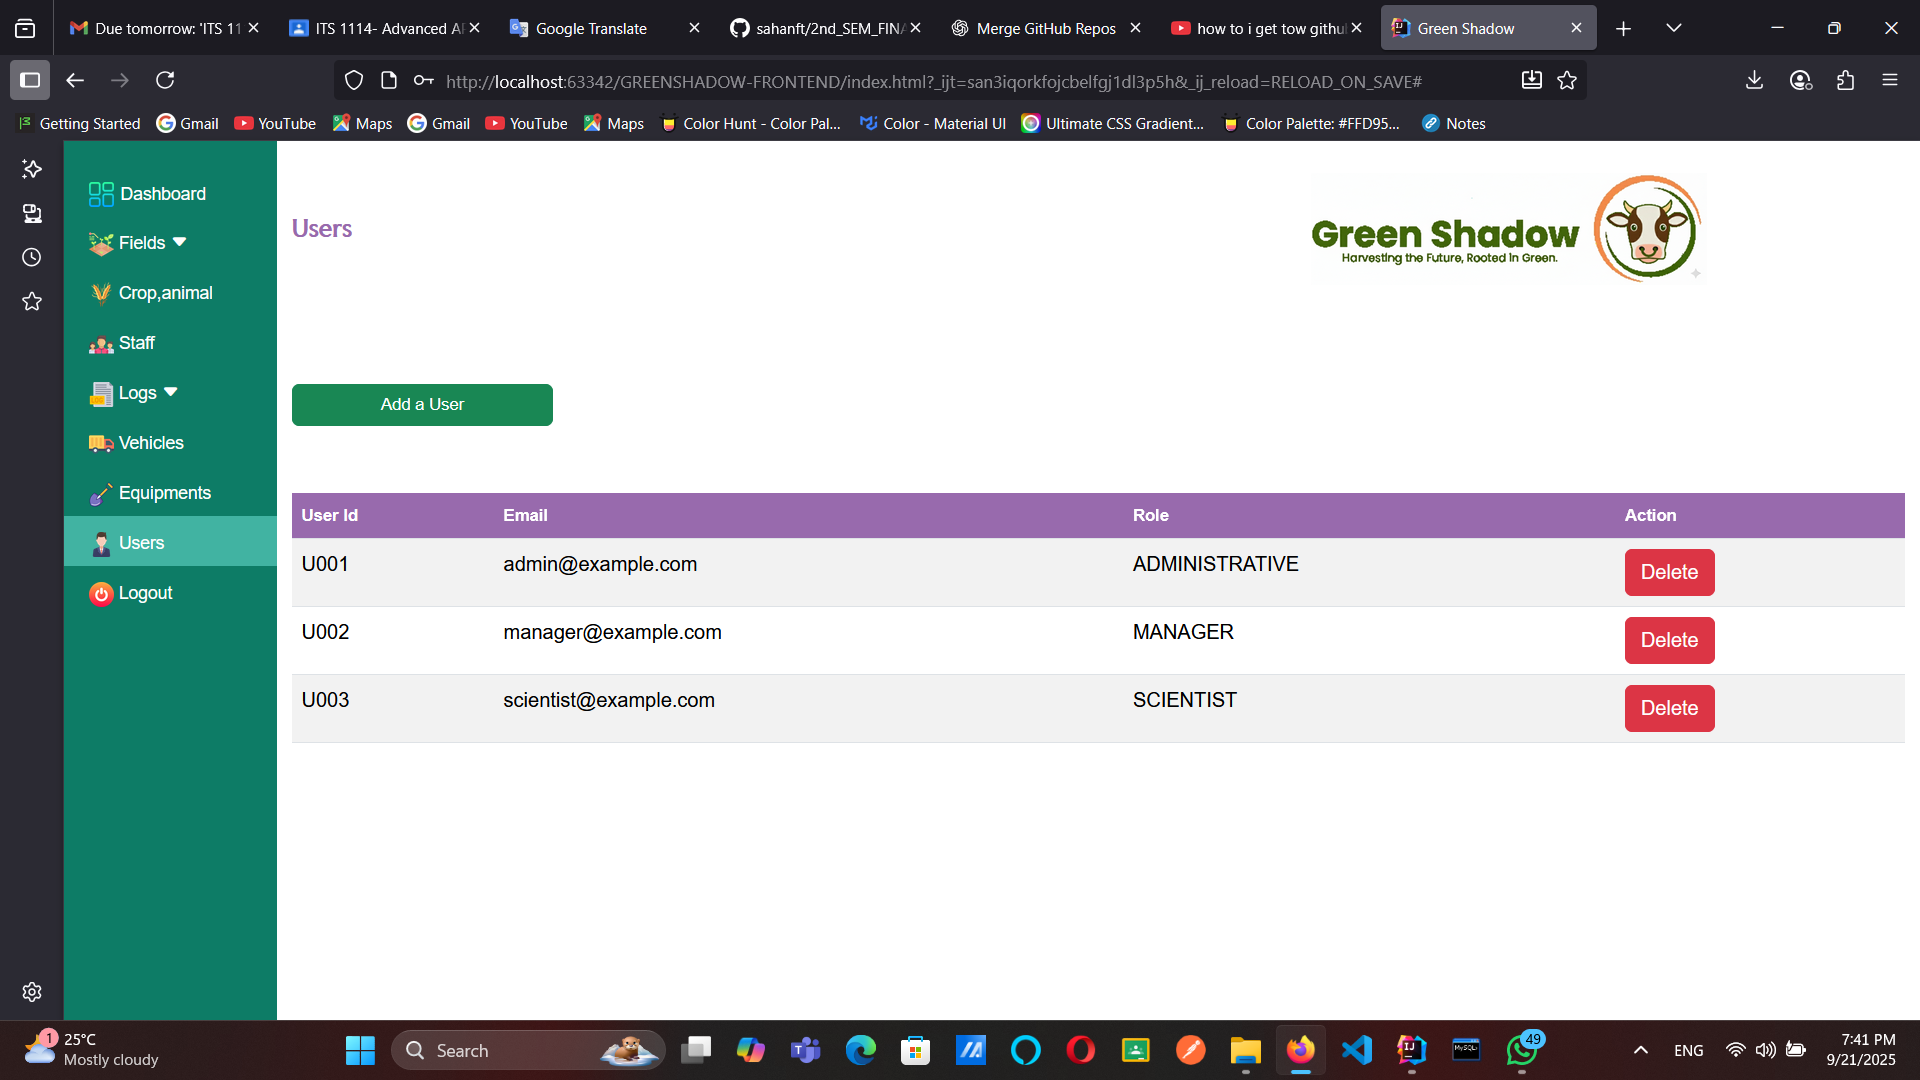 Due tomorrow: 'ITS 11
ITS 1114- Advanced AP
Google Translate
sahanft/2nd_SEM_FINA
Merge GitHub Repos
how to i get tow githu
Green Shadow
http://localhost:63342/GREENSHADOW-FRONTEND/index.html?_ijt=san3iqorkfojcbelfgj1dl3p5h&_ij_reload=RELOAD_ON_SAVE#
Getting Started
Gmail
YouTube
Maps
Gmail
YouTube
Maps
Color Hunt - Color Pal...
Color - Material UI
Ultimate CSS Gradient...
Color Palette: #FFD95...
Notes
Dashboard
Fields
Crop,animal
Staff
Logs
Vehicles
Equipments
Users
Logout
Users
Green Shadow
Harvesting the Future, Rooted in Green.
Add a User
User Id Email Role Action
U001 admin@example.com ADMINISTRATIVE Delete
U002 manager@example.com MANAGER Delete
U003 scientist@example.com SCIENTIST Delete
1
25°C
Mostly cloudy
Search
49
ENG
7:41 PM
9/21/2025